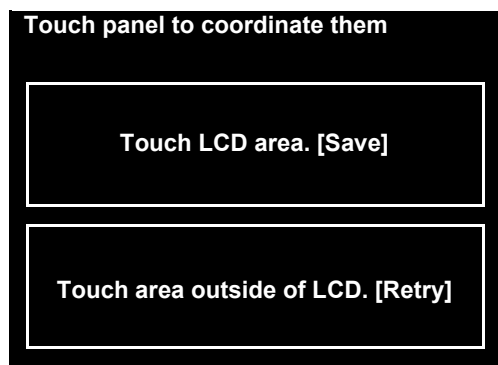 Touch panel to coordinate them
Touch LCD area. [Save]
Touch area outside of LCD. [Retry]